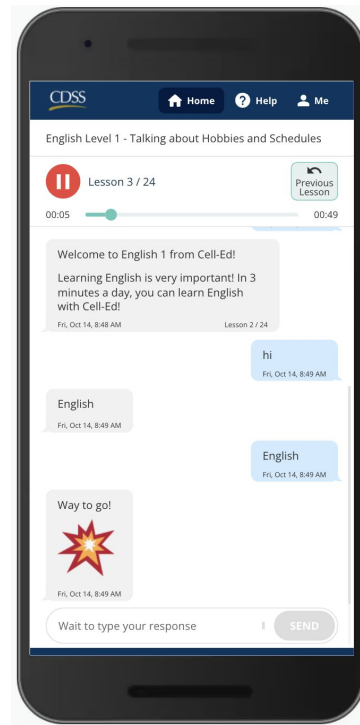 CDSS
Home
Help
Me
English Level 1 - Talking about Hobbies and Schedules
Lesson 3 / 24
Previous
Lesson
00:05
00:49
Welcome to English 1 from Cell-Ed!
Learning English is very important! In 3
minutes a day, you can learn English
with Cell-Ed!
Fri, Oct 14, 8:48 AM
Lesson 2 / 24
hi
Fri, Oct 14, 8:49 AM
English
Fri, Oct 14, 8:49 AM
English
Fri, Oct 14, 8:49 AM
Way to go!
Fri, Oct 14, 8:49 AM
Wait to type your response
SEND